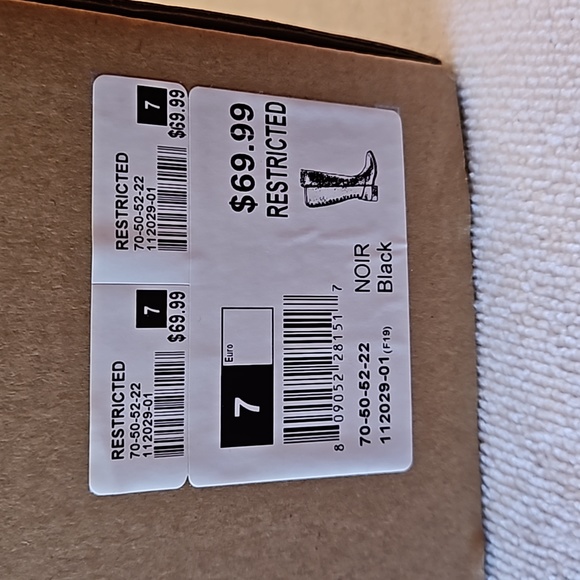 RESTRICTED
70-50-52-22
112029-01
7
$69.99
RESTRICTED
70-50-52-22
112029-01
7
$69.99
$69.99
RESTRICTED
7
Euro
8 09052 28151 7
70-50-52-22
112029-01 (F19)
NOIR
Black